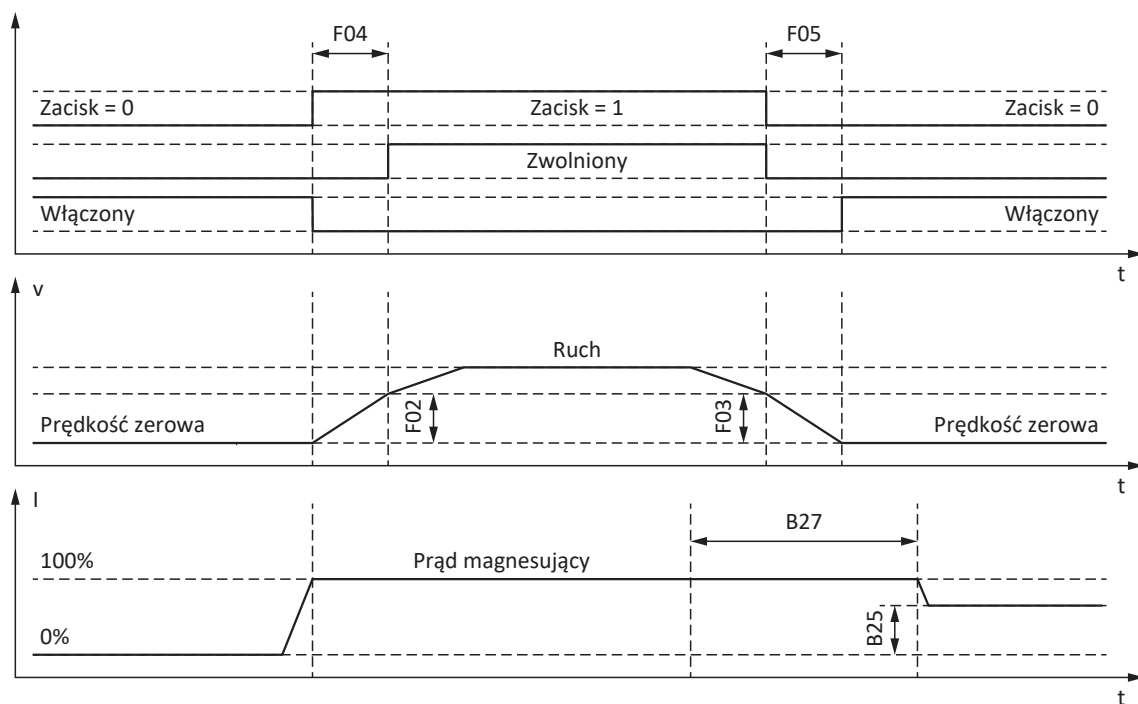 F04
F05
Zacisk = 0
Zacisk = 1
Zacisk = 0
Zwolniony
Włączony
Włączony
t
v
Ruch
F02
F03
Prędkość zerowa
Prędkość zerowa
t
I
B27
100%
Prąd magnesujący
B25
0%
t